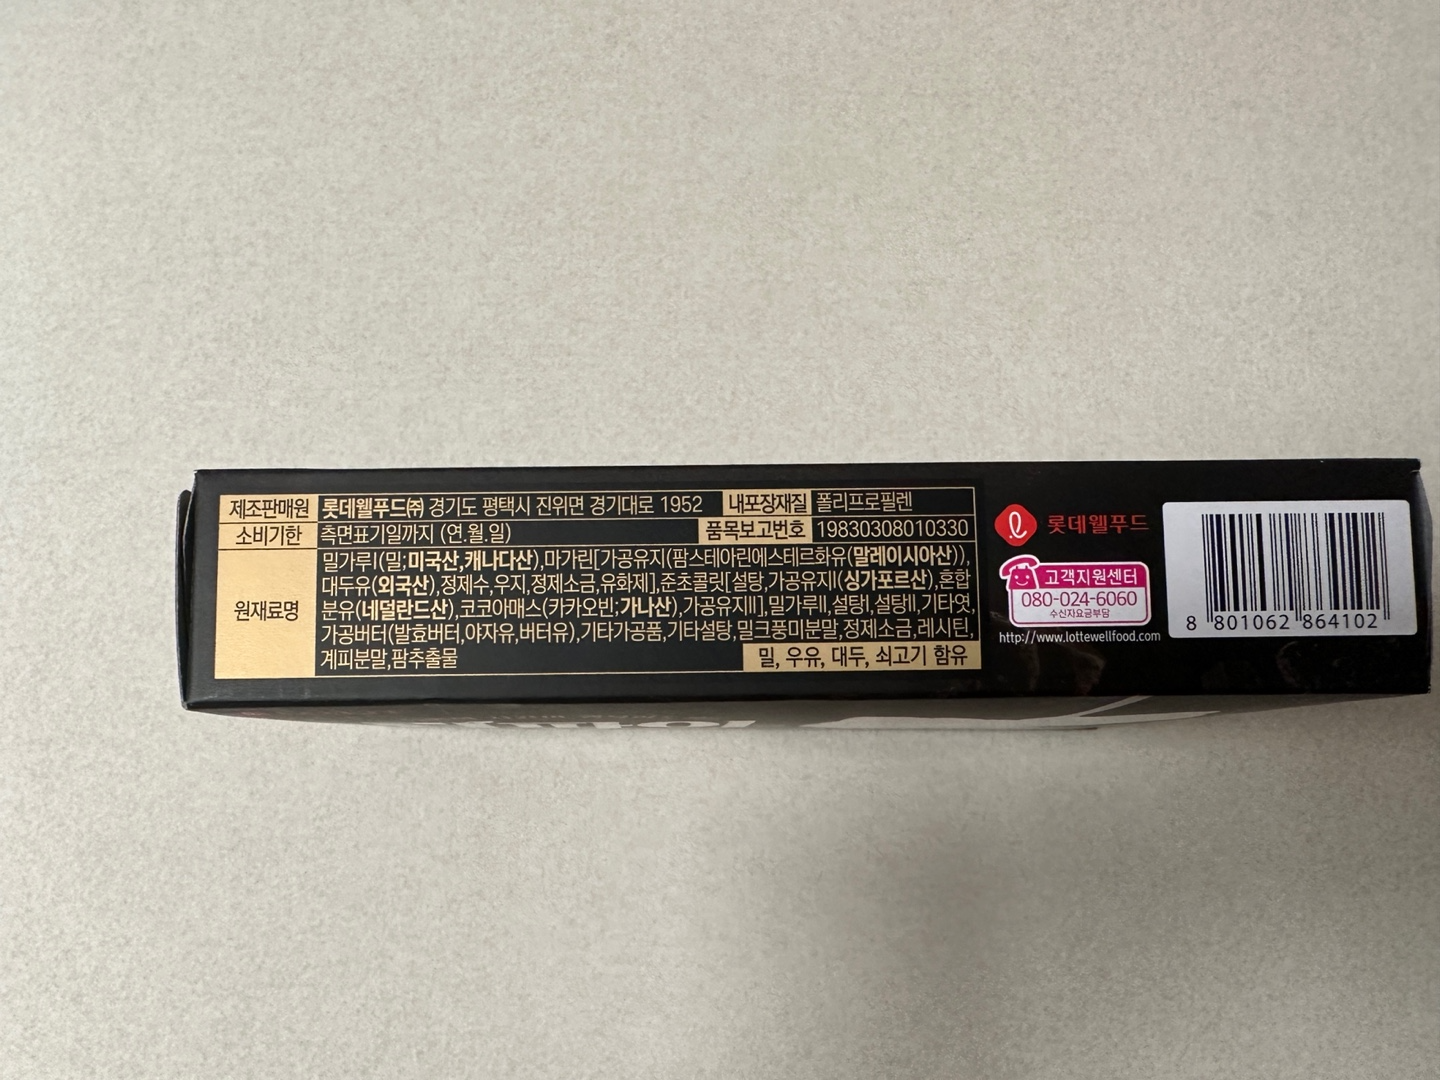 제조판매원 롯데웰푸드㈜ 경기도 평택시 진위면 경기대로 1952 내포장재질 폴리프로필렌
소비기한 측면표기일까지 (연.월.일) 품목보고번호 19830308010330
원재료명
밀가루I(밀;미국산,캐나다산),마가린[가공유지(팜스테아린에스테르화유(말레이시아산)),
대두유(외국산),정제수,우지,정제소금,유화제],준초콜릿[설탕,가공유지I(싱가포르산),혼합
분유(네덜란드산),코코아매스(카카오빈;가나산),가공유지II],밀가루II,설탕I,설탕II,기타엿,
가공버터(발효버터,야자유,버터유),기타가공품,기타설탕,밀크풍미분말,정제소금,레시틴,
계피분말,팜추출물
밀, 우유, 대두, 쇠고기 함유
롯데웰푸드
고객지원센터
080-024-6060
수신자요금부담
http://www.lottewellfood.com
8 801062 864102